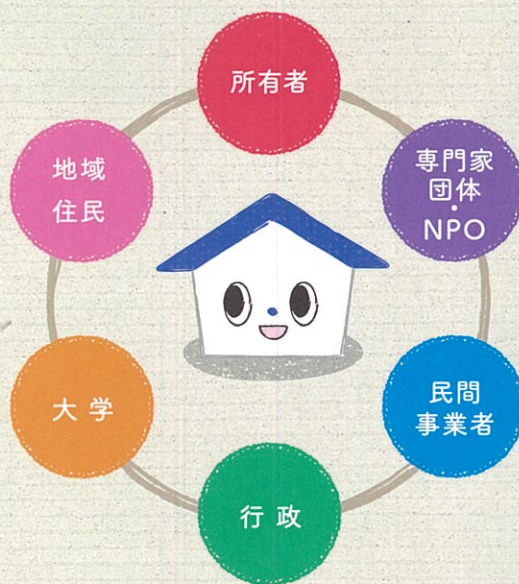 所有者
専門家
団体
・
NPO
民間
事業者
行政
大学
地域
住民